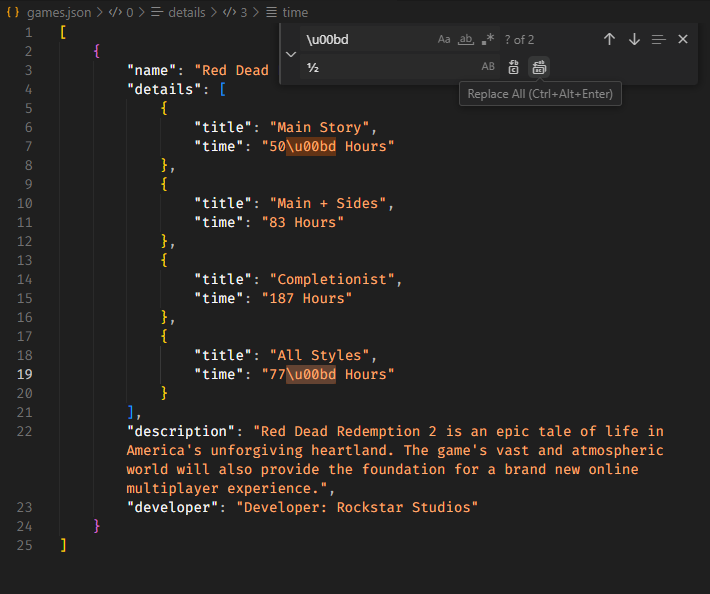 {} games.json > 0 > details > 3 > time
\u00bd Aa ab .* ? of 2
½ AB
Replace All (Ctrl+Alt+Enter)
1 [
2 {
3 "name": "Red Dead
4 "details": [
5 {
6 "title": "Main Story",
7 "time": "50\u00bd Hours"
8 },
9 {
10 "title": "Main + Sides",
11 "time": "83 Hours"
12 },
13 {
14 "title": "Completionist",
15 "time": "187 Hours"
16 },
17 {
18 "title": "All Styles",
19 "time": "77\u00bd Hours"
20 }
21 ],
22 "description": "Red Dead Redemption 2 is an epic tale of life in
America's unforgiving heartland. The game's vast and atmospheric
world will also provide the foundation for a brand new online
multiplayer experience.",
23 "developer": "Developer: Rockstar Studios"
24 }
25 ]